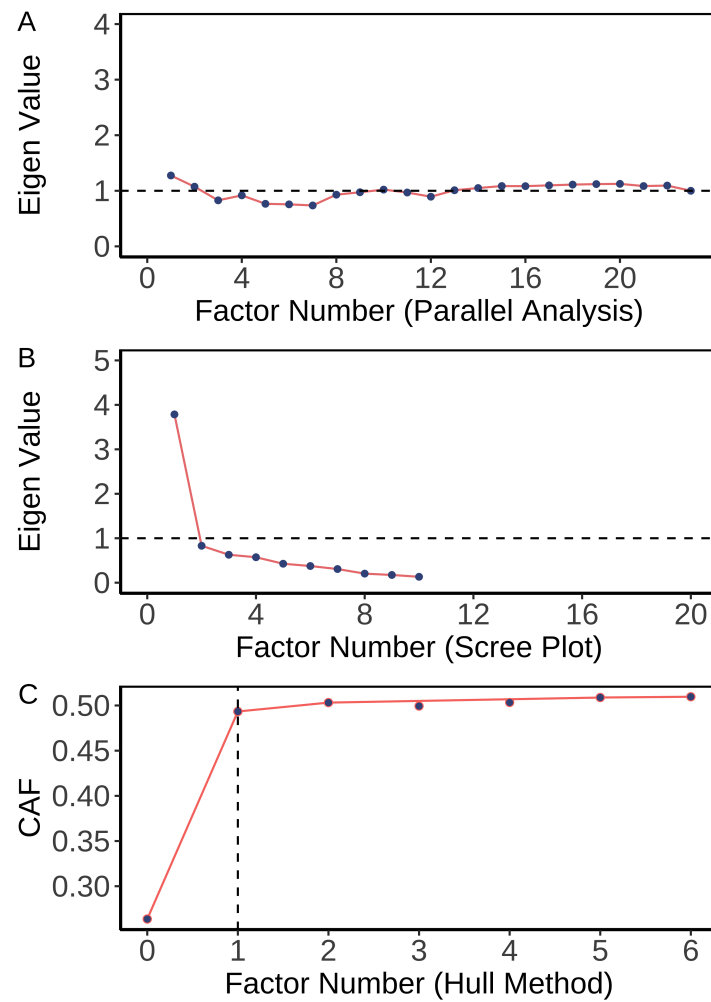 A
Eigen Value
4
3
2
1
0
0 4 8 12 16 20
Factor Number (Parallel Analysis)
B
Eigen Value
5
4
3
2
1
0
0 4 8 12 16 20
Factor Number (Scree Plot)
C
CAF
0.50
0.45
0.40
0.35
0.30
0 1 2 3 4 5 6
Factor Number (Hull Method)